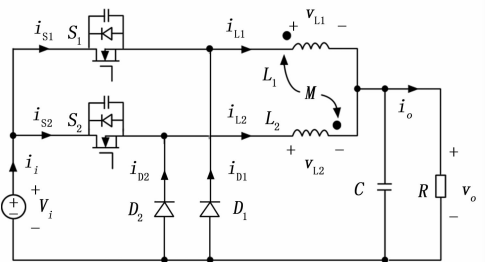 i_S1 S_1 i_L1 + v_L1 −
L_1 M
i_S2 S_2 i_L2 L_2 i_o
+ v_L2 −
i_i i_D2 i_D1
+ V_i − D_2 D_1 C R + v_o −